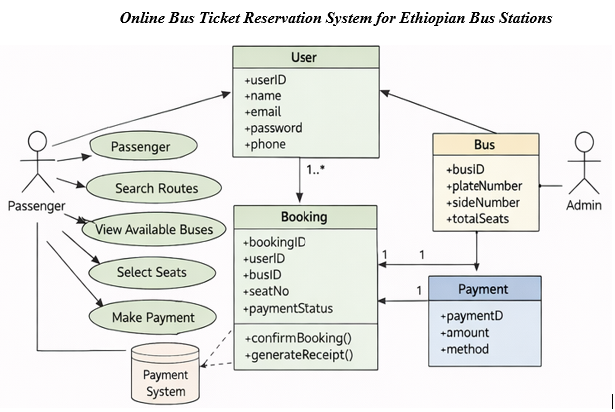 Online Bus Ticket Reservation System for Ethiopian Bus Stations
User
+userID
+name
+email
+password
+phone
Passenger
Passenger
Search Routes
View Available Buses
Select Seats
Make Payment
Payment
System
1..*
Booking
+bookingID
+userID
+busID
+seatNo
+paymentStatus
+confirmBooking()
+generateReceipt()
Bus
+busiD
+plateNumber
+sideNumber
+totalSeats
Admin
1 1
1
Payment
+paymentD
+amount
+method